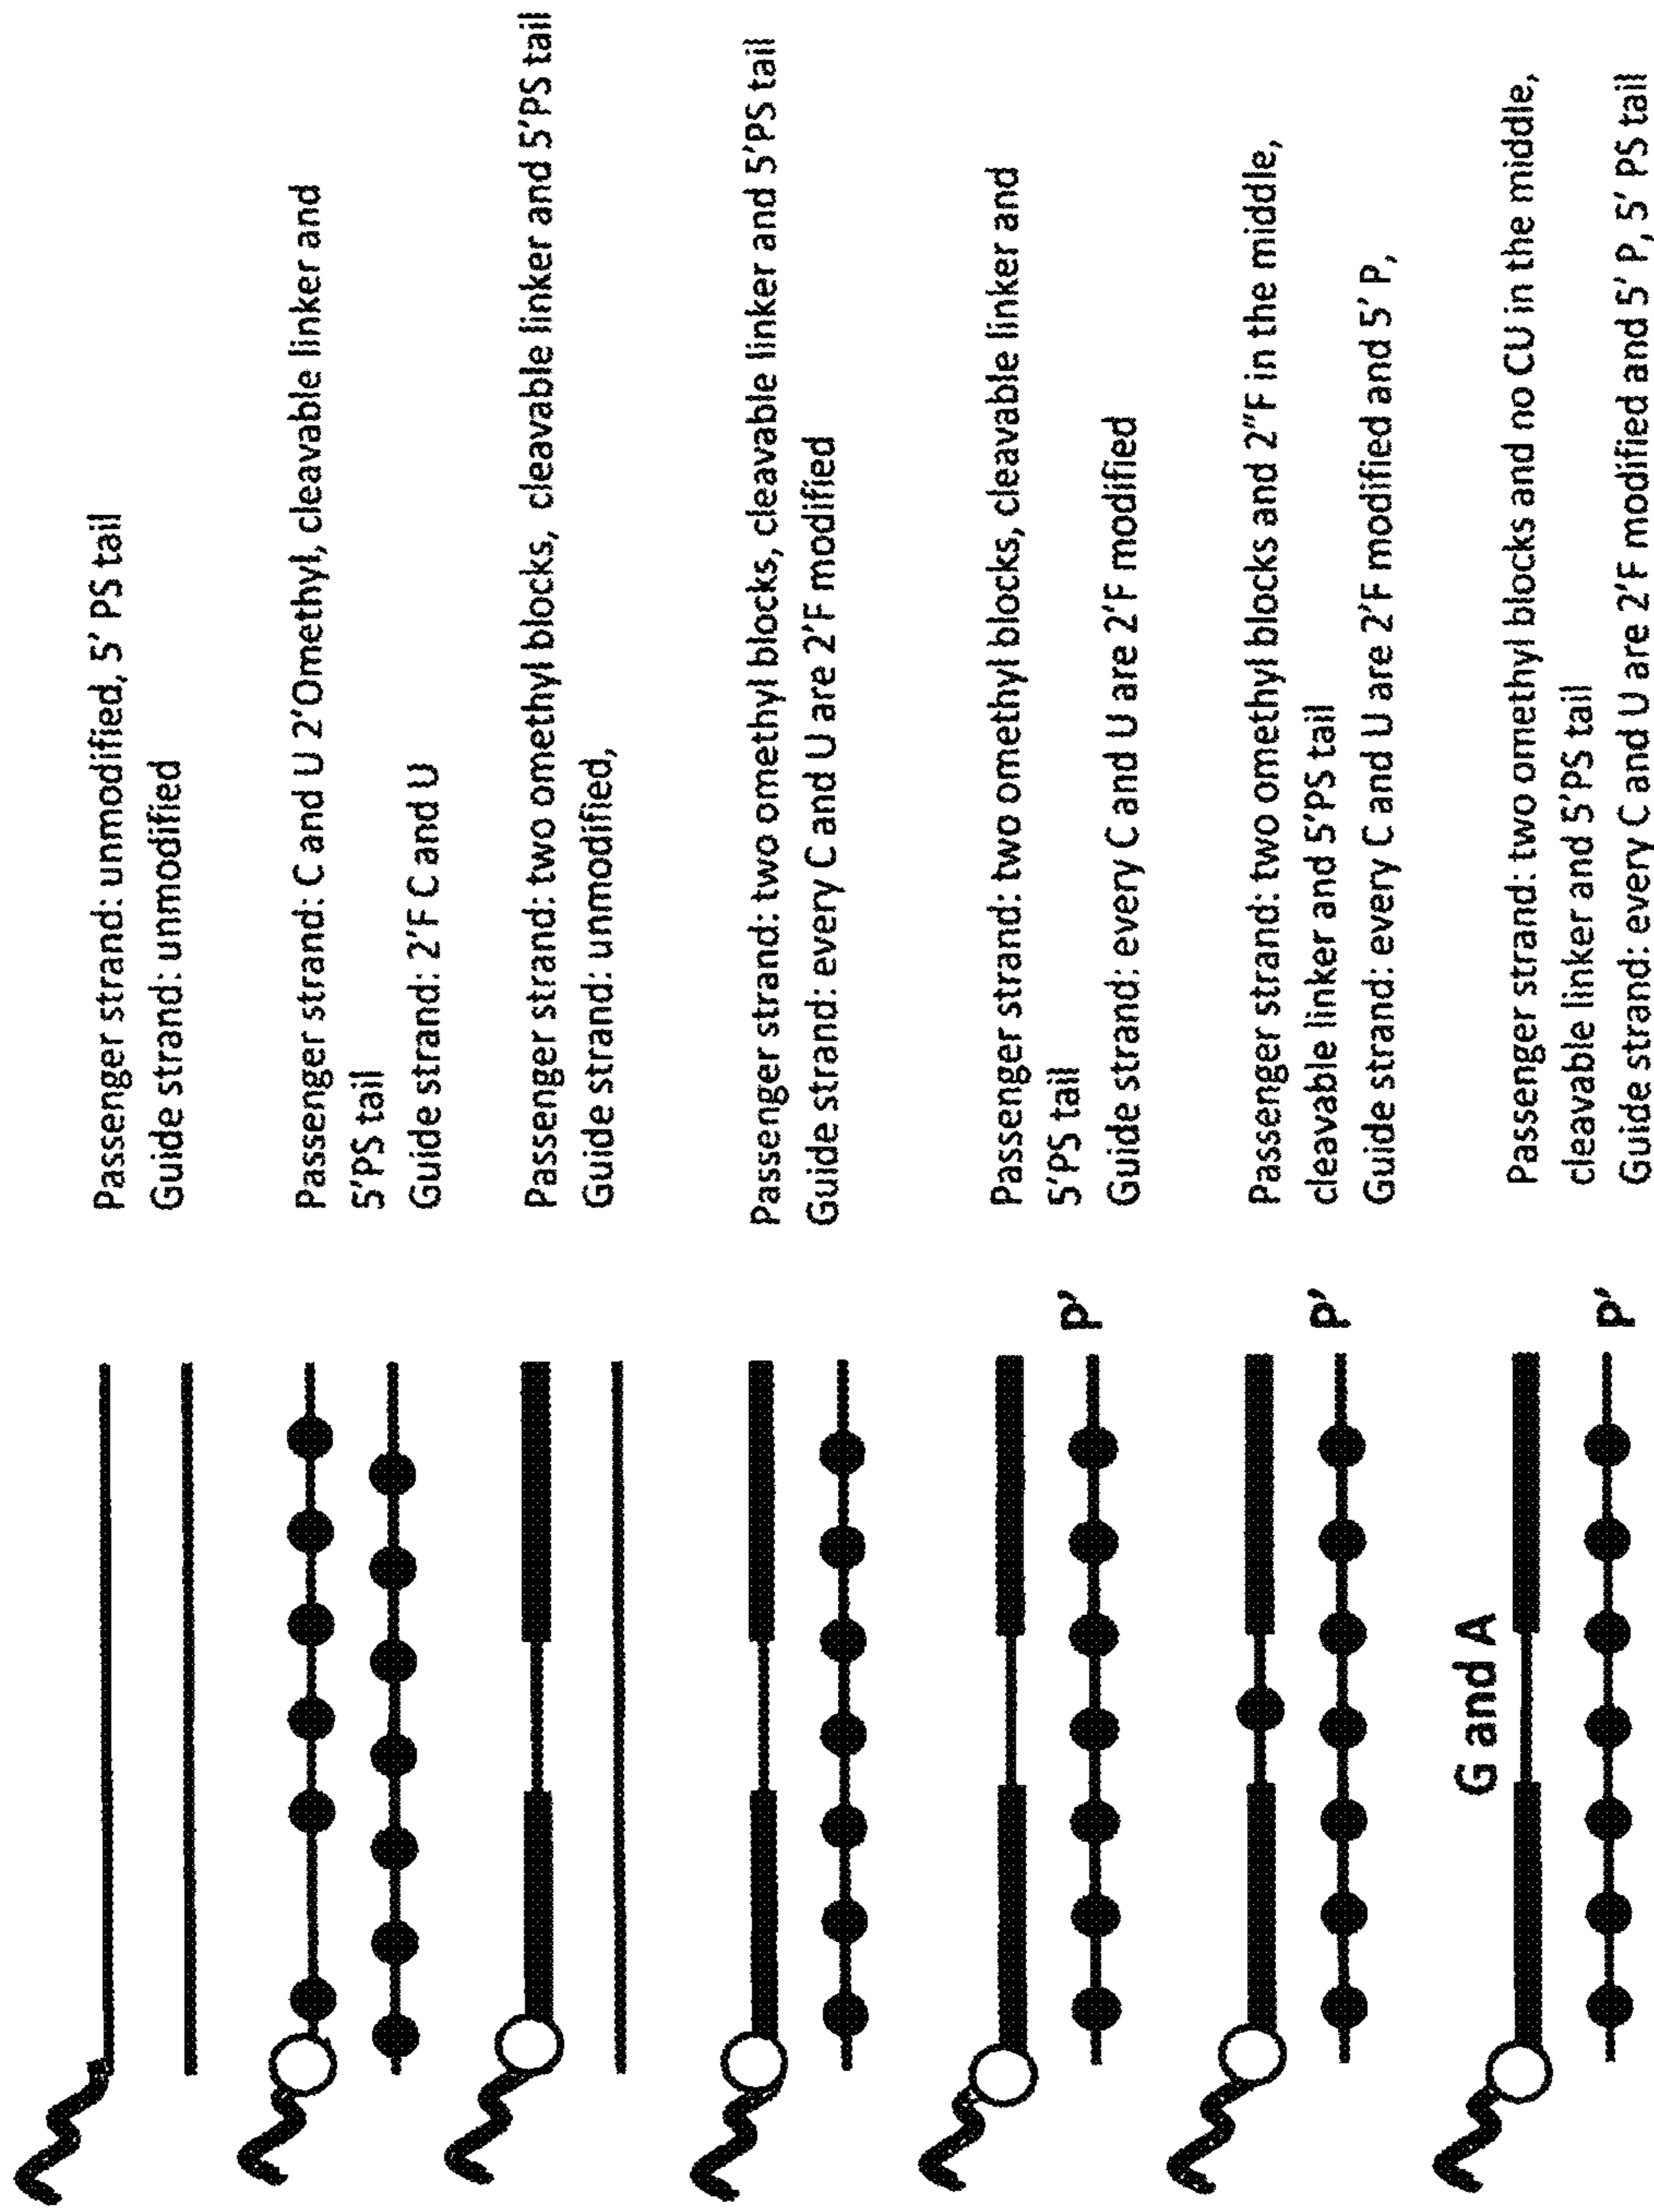 Passenger strand: unmodified, 5' PS tail
Guide strand: unmodified
Passenger strand: C and U 2'Omethyl, cleavable linker and
5'PS tail
Guide strand: 2'F C and U
Passenger strand: two omethyl blocks, cleavable linker and 5'PS tail
Guide strand: unmodified,
Passenger strand: two omethyl blocks, cleavable linker and 5'PS tail
Guide strand: every C and U are 2'F modified
P'
Passenger strand: two omethyl blocks, cleavable linker and
5'PS tail
Guide strand: every C and U are 2'F modified
P'
Passenger strand: two omethyl blocks and 2"F in the middle,
cleavable linker and 5'PS tail
Guide strand: every C and U are 2'F modified and 5' P,
G and A
P'
Passenger strand: two omethyl blocks and no CU in the middle,
cleavable linker and 5'PS tail
Guide strand: every C and U are 2'F modified and 5' P, 5' PS tail